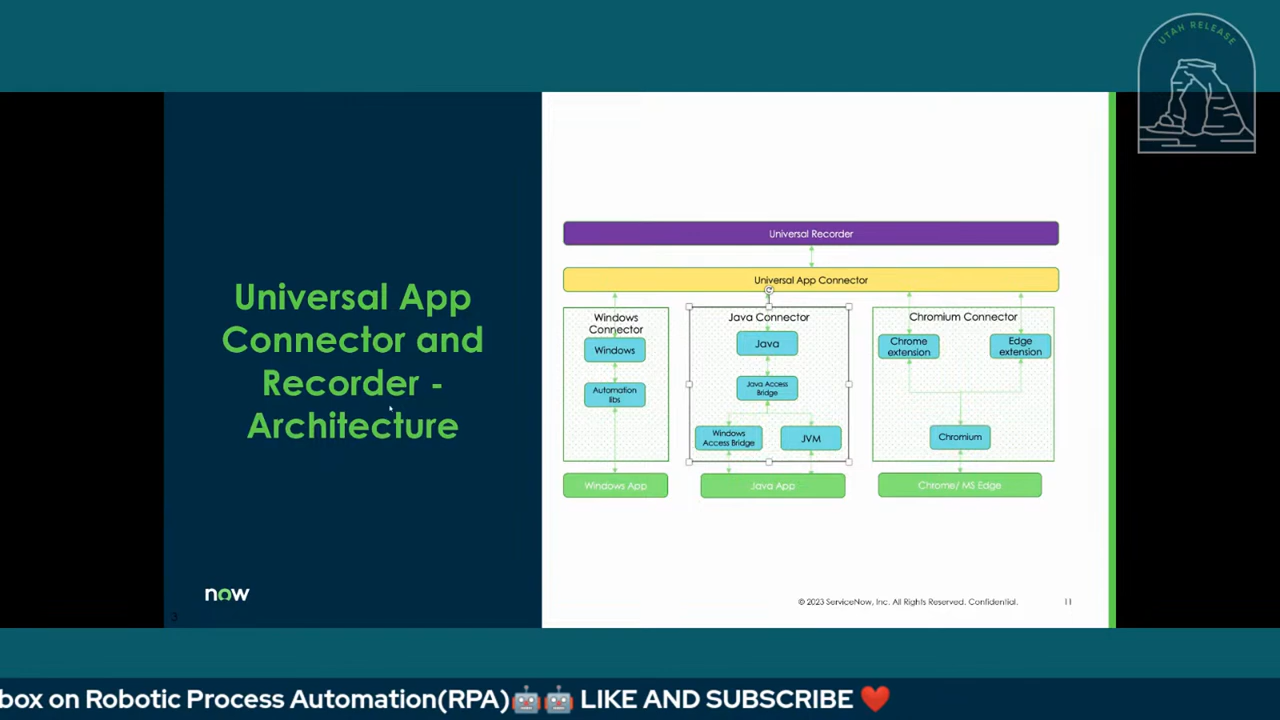 UTAH RELEASE
Universal App
Connector and
Recorder -
Architecture
now
Universal Recorder
Universal App Connector
Windows
Connector
Windows
Automation
libs
Windows App
Java Connector
Java
Java Access
Bridge
Windows
Access Bridge
JVM
Java App
Chromium Connector
Chrome
extension
Edge
extension
Chromium
Chrome/ MS Edge
© 2023 ServiceNow, Inc. All Rights Reserved. Confidential.
11
box on Robotic Process Automation(RPA)🤖🤖 LIKE AND SUBSCRIBE ❤️